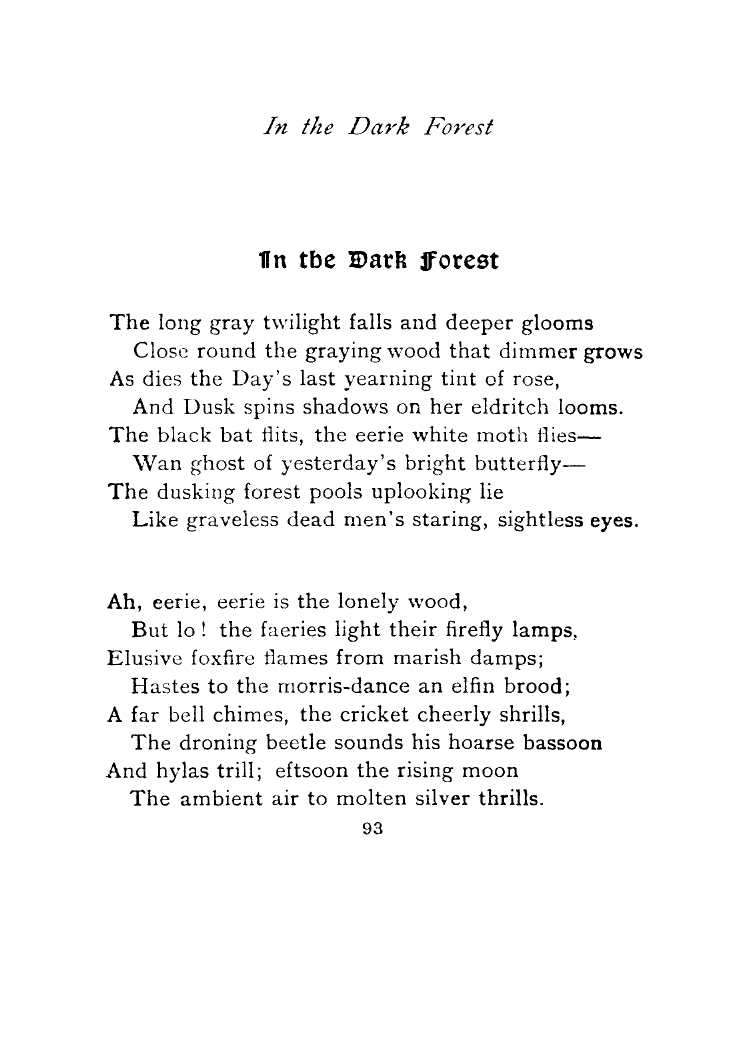 In the Dark Forest
In the Dark Forest
The long gray twilight falls and deeper glooms
Close round the graying wood that dimmer grows
As dies the Day's last yearning tint of rose,
And Dusk spins shadows on her eldritch looms.
The black bat flits, the eerie white moth flies—
Wan ghost of yesterday's bright butterfly—
The dusking forest pools uplooking lie
Like graveless dead men's staring, sightless eyes.
Ah, eerie, eerie is the lonely wood,
But lo! the faeries light their firefly lamps,
Elusive foxfire flames from marish damps;
Hastes to the morris-dance an elfin brood;
A far bell chimes, the cricket cheerly shrills,
The droning beetle sounds his hoarse bassoon
And hylas trill; eftsoon the rising moon
The ambient air to molten silver thrills.
93